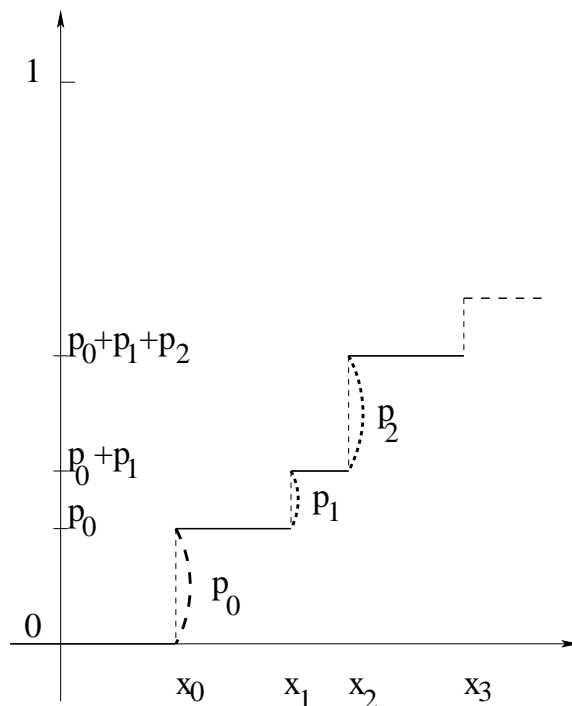 1
p₀+p₁+p₂
p₂
p₀+p₁
p₁
p₀
p₀
0
x₀ x₁ x₂ x₃